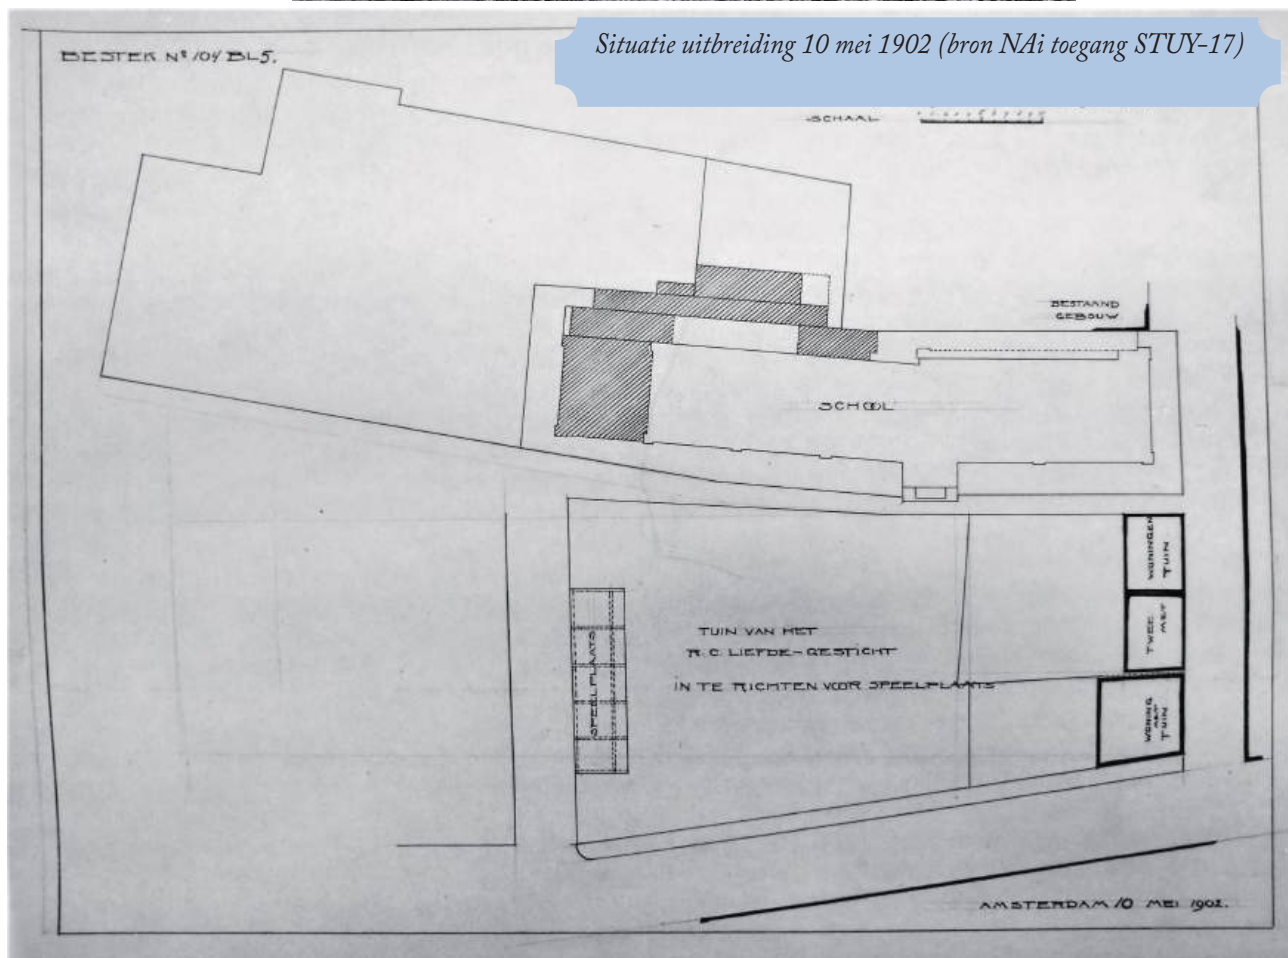 Situatie uitbreiding 10 mei 1902 (bron NAi toegang STUY-17)
BESTEK Nº 104 BL5.
SCHAAL
BESTAAND
GEBOUW
SCHOOL
WONINGEN
TUIN
TWEE
MET
WONING
MET
TUIN
SPEELPLAATS
TUIN VAN HET
R.C. LIEFDE-GESTICHT
IN TE RICHTEN VOOR SPEELPLAATS
AMSTERDAM 10 MEI 1902.